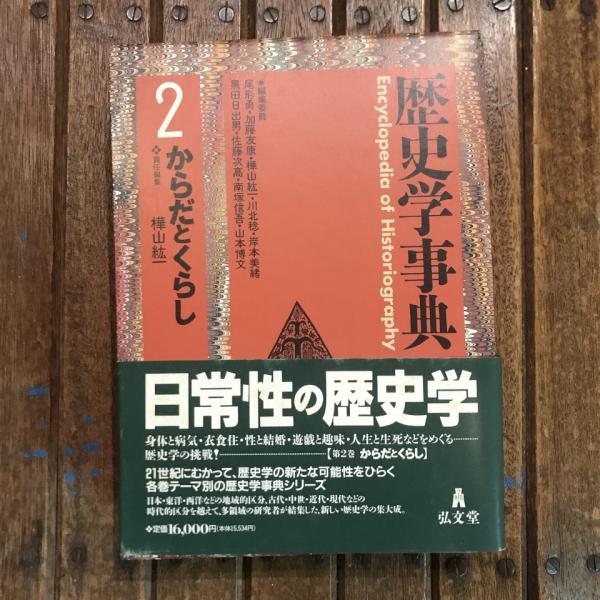 歴史学事典
Encyclopedia of Historiography
✤編集委員
尾形勇・加藤友康・樺山紘一・川北稔・岸本美緒
黒田日出男・佐藤次高・南塚信吾・山本博文
2
からだとくらし
✤責任編集——樺山紘一
日常性の歴史学
身体と病気・衣食住・性と結婚・遊戯と趣味・人生と生死などをめぐる………
歴史学の挑戦!——【第2巻 からだとくらし】
21世紀にむかって、歴史学の新たな可能性をひらく
各巻テーマ別の歴史学事典シリーズ
日本・東洋・西洋などの地域的区分、古代・中世・近代・現代などの
時代的区分を越えて、多領域の研究者が結集した、新しい歴史学の集大成。
✤定価16,000円(本体15,534円)
弘文堂